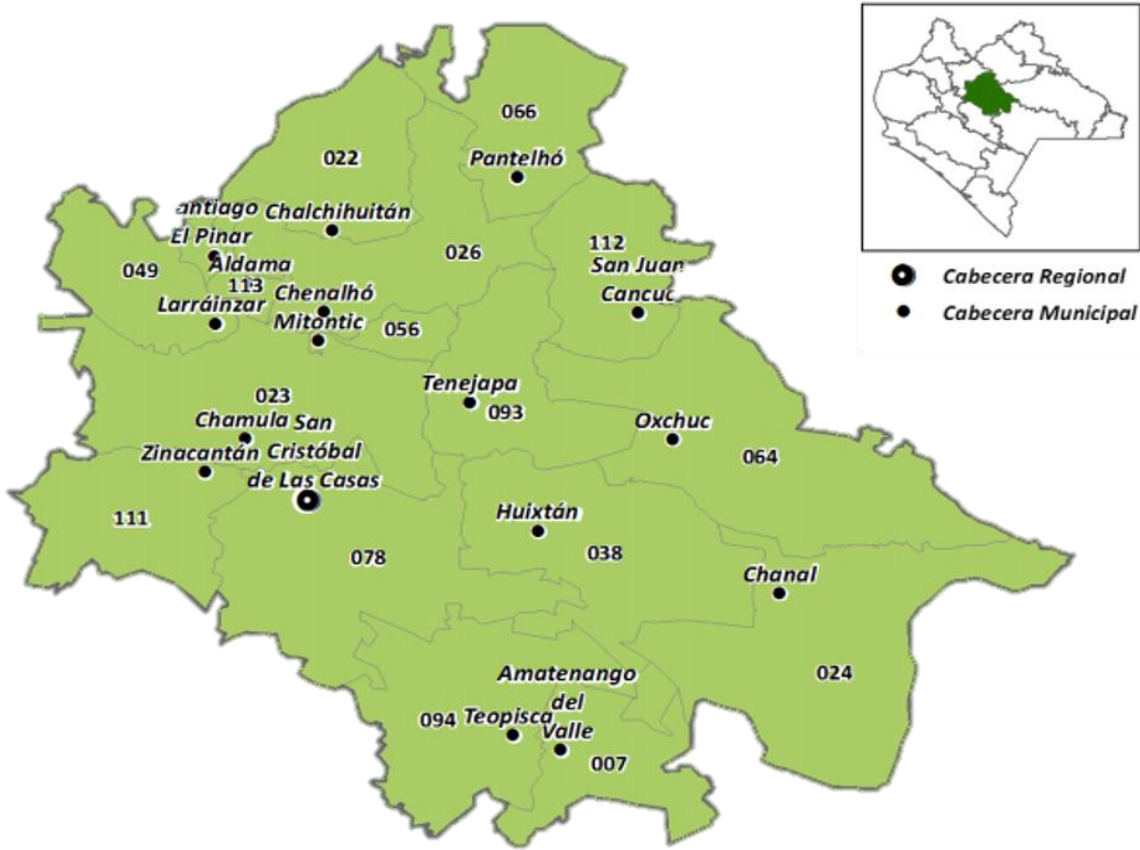 066
Pantelhó
022
antiago
Chalchihuitán
El Pinar
026
112
San Juan
049
Aldama
113
Cancuc
Chenalhó
Larráinzar
Mitontic
056
Tenejapa
093
023
Chamula
San
Cristóbal
de Las Casas
Zinacantán
Oxchuc
064
111
Huixtán
038
078
Chanal
024
Amatenango
del
Valle
094
Teopisca
007
Cabecera Regional
Cabecera Municipal